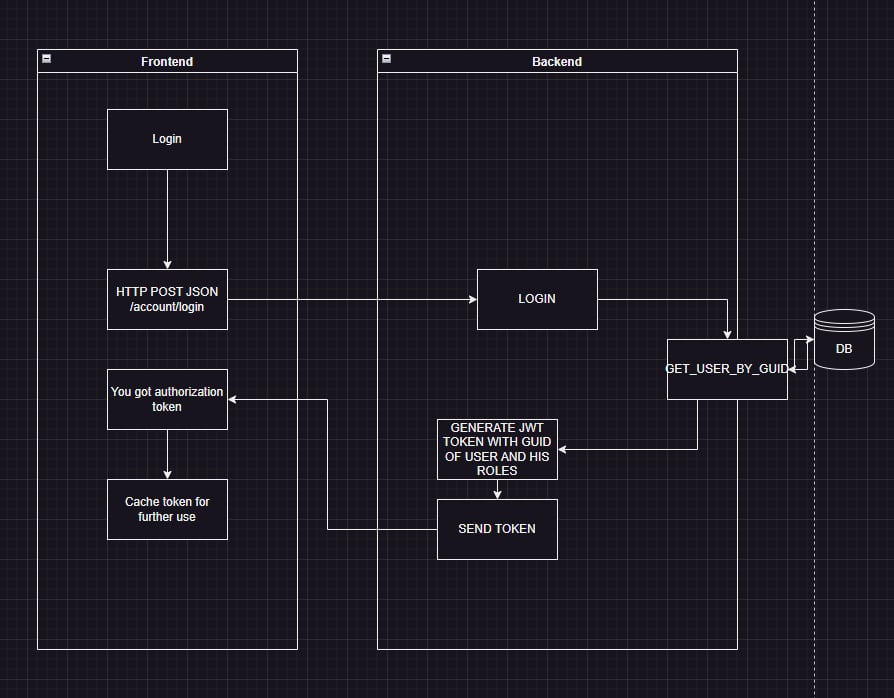 Frontend
Backend
Login
HTTP POST JSON
/account/login
LOGIN
GET_USER_BY_GUID
DB
You got authorization
token
GENERATE JWT
TOKEN WITH GUID
OF USER AND HIS
ROLES
Cache token for
further use
SEND TOKEN